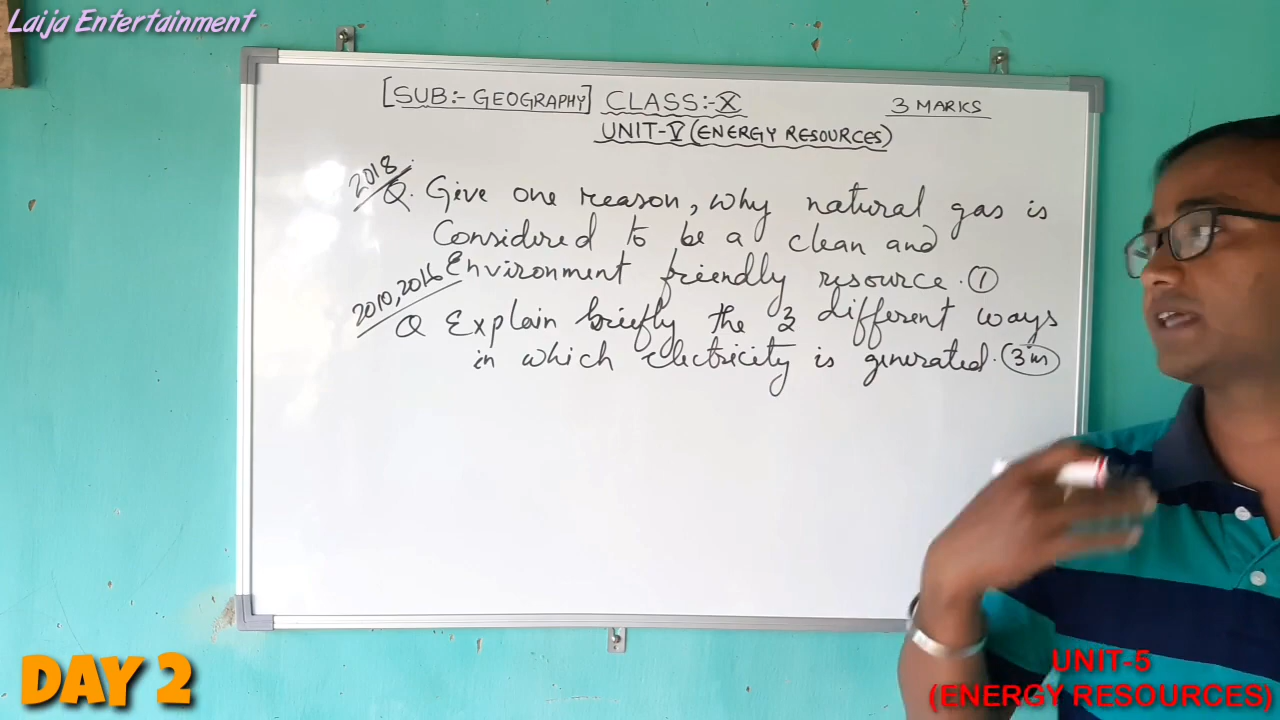 Laija Entertainment
[SUB:- GEOGRAPHY] CLASS:- X 3 MARKS
UNIT-V (ENERGY RESOURCES)
2018 Q. Give one reason, why natural gas is
Considered to be a clean and
Environment friendly resource. 1
2010, 2016 Q Explain briefly the 3 different ways
in which electricity is generated. 3m
DAY 2
UNIT-5
(ENERGY RESOURCES)